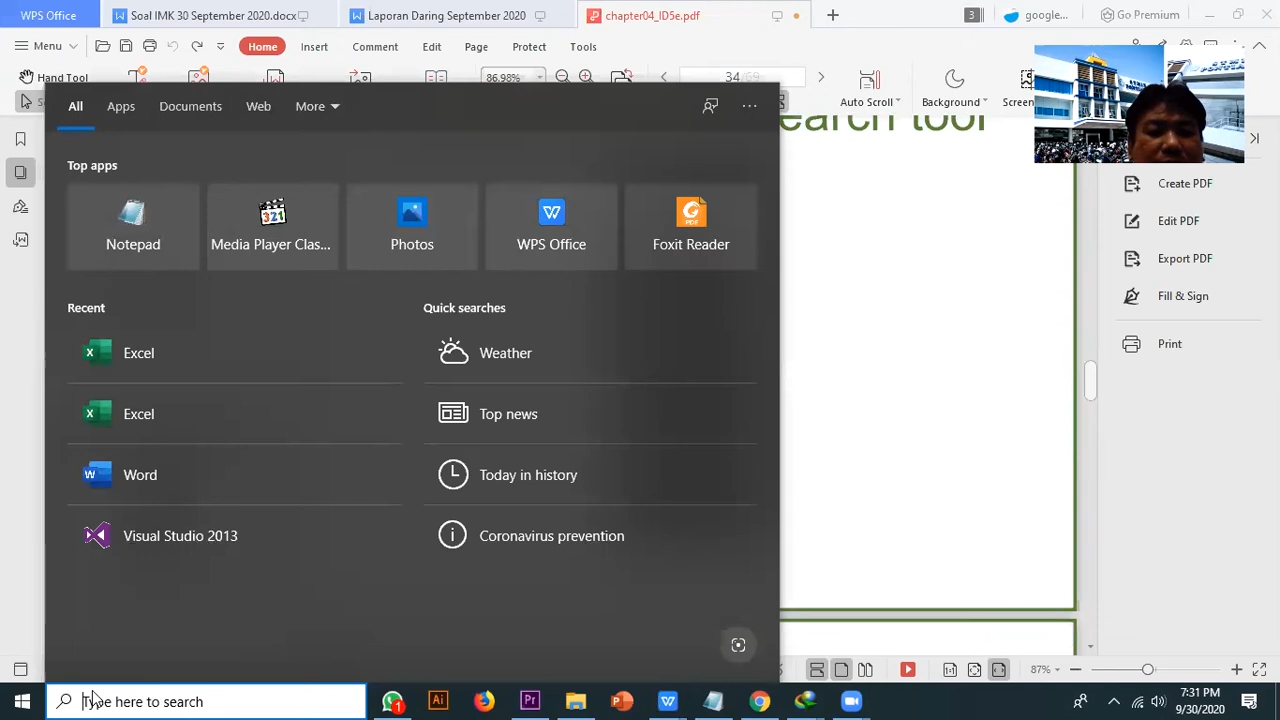 WPS Office
Soal IMK 30 September 2020.docx
Laporan Daring September 2020
chapter04_ID5e.pdf
3
google...
Go Premium
Menu
Home
Insert
Comment
Edit
Page
Protect
Tools
Hand Tool
86.98%
34/69
Auto Scroll
Background
Screen
earch tool
All
Apps
Documents
Web
More
Top apps
Notepad
Media Player Clas...
Photos
WPS Office
Foxit Reader
Recent
Quick searches
Excel
Weather
Excel
Top news
Word
Today in history
Visual Studio 2013
Coronavirus prevention
Create PDF
Edit PDF
Export PDF
Fill & Sign
Print
87%
Type here to search
7:31 PM
9/30/2020